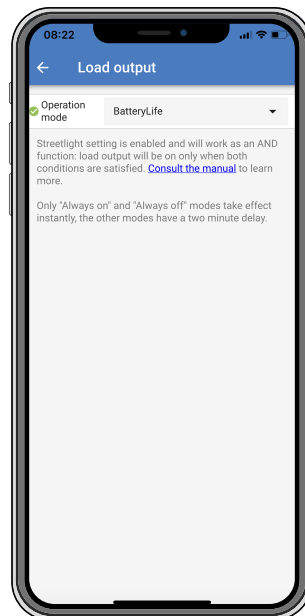 08:22
Load output
Operation
mode
BatteryLife
Streetlight setting is enabled and will work as an AND
function: load output will be on only when both
conditions are satisfied. Consult the manual to learn
more.
Only "Always on" and "Always off" modes take effect
instantly, the other modes have a two minute delay.